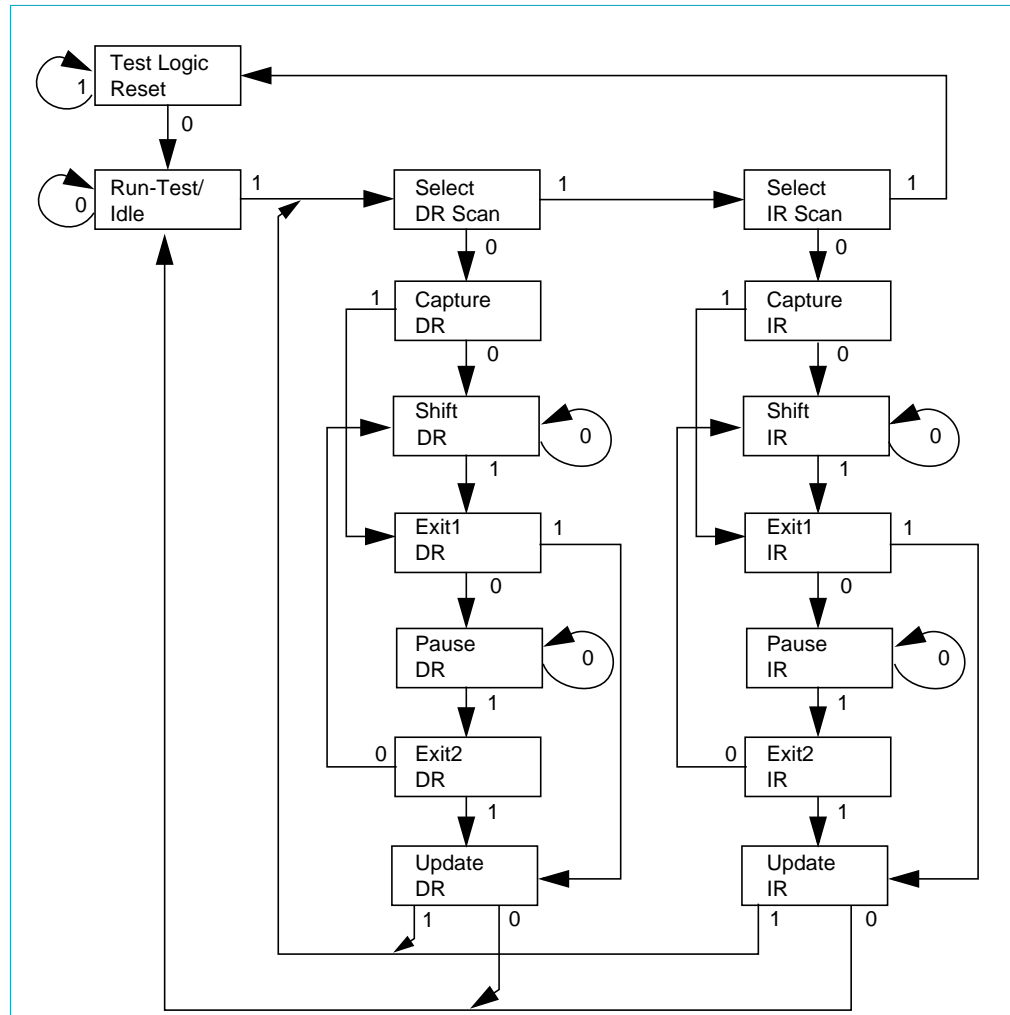 Test Logic
Reset
1
0
Run-Test/
Idle
0
1
Select
DR Scan
1
Select
IR Scan
1
0
0
Capture
DR
1
0
Capture
IR
1
0
Shift
DR
0
1
Shift
IR
0
1
Exit1
DR
1
0
Exit1
IR
1
0
Pause
DR
0
1
Pause
IR
0
1
Exit2
DR
0
1
Exit2
IR
0
1
Update
DR
1
0
Update
IR
1
0